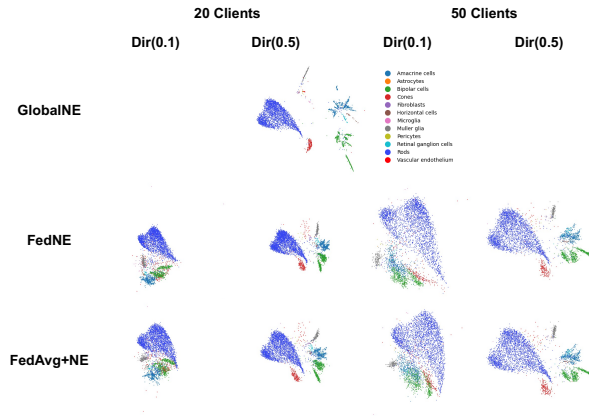 20 Clients 50 Clients
Dir(0.1) Dir(0.5) Dir(0.1) Dir(0.5)
GlobalNE
Amacrine cells
Astrocytes
Bipolar cells
Cones
Fibroblasts
Horizontal cells
Microglia
Muller glia
Pericytes
Retinal ganglion cells
Rods
Vascular endothelium
FedNE
FedAvg+NE